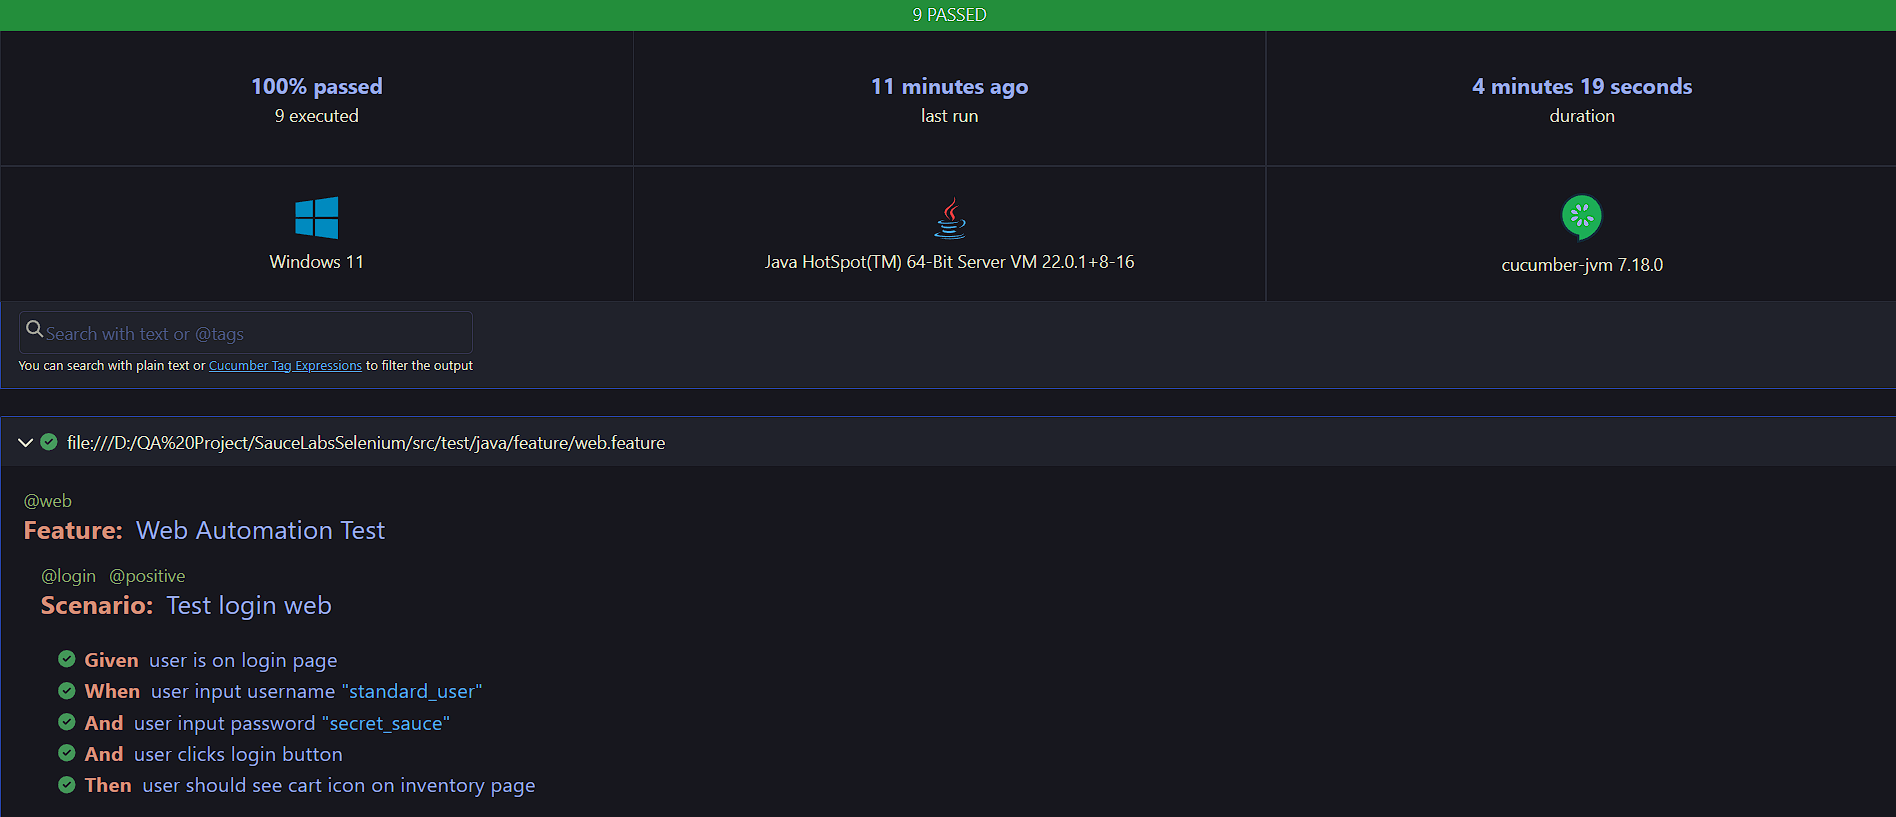 9 PASSED
100% passed
9 executed
11 minutes ago
last run
4 minutes 19 seconds
duration
Windows 11
Java HotSpot(TM) 64-Bit Server VM 22.0.1+8-16
cucumber-jvm 7.18.0
Search with text or @tags
You can search with plain text or Cucumber Tag Expressions to filter the output
file:///D:/QA%20Project/SauceLabsSelenium/src/test/java/feature/web.feature
@web
Feature: Web Automation Test
@login @positive
Scenario: Test login web
Given user is on login page
When user input username "standard_user"
And user input password "secret_sauce"
And user clicks login button
Then user should see cart icon on inventory page